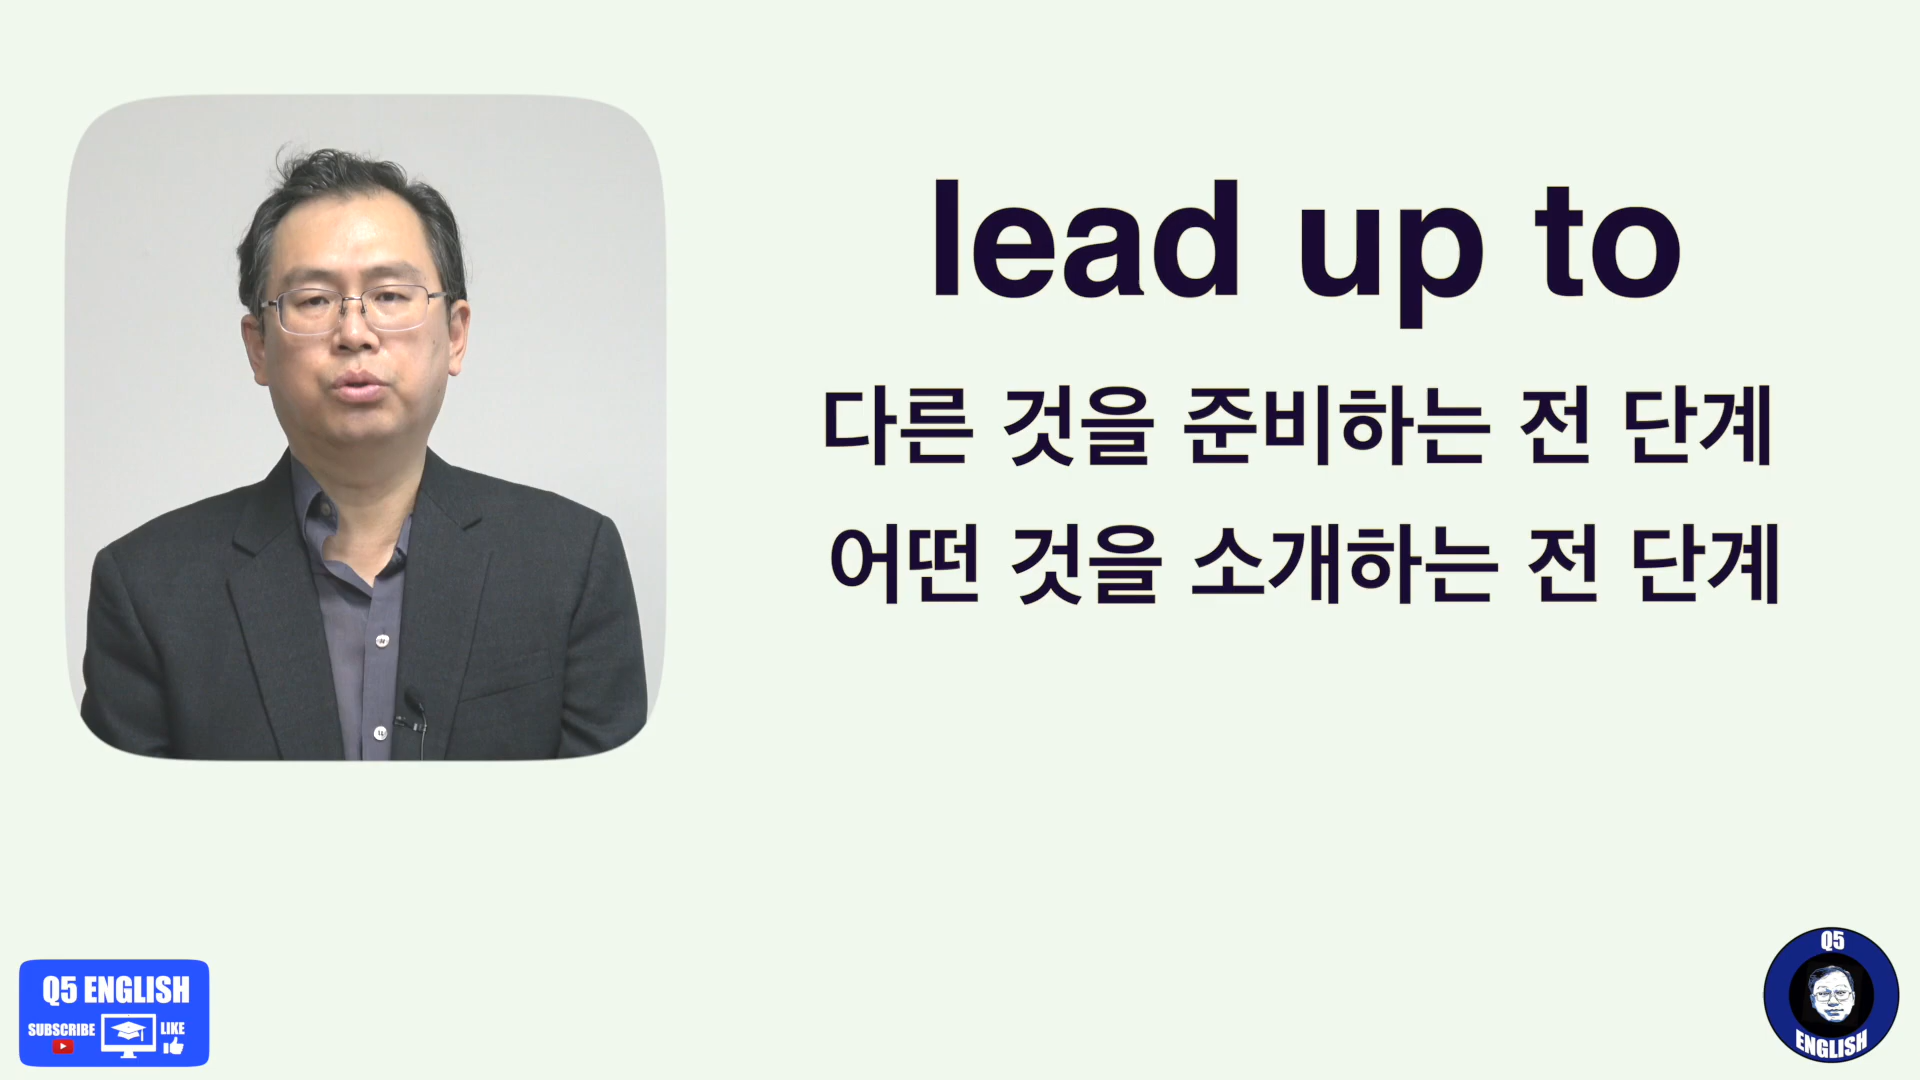 lead up to
다른 것을 준비하는 전 단계
어떤 것을 소개하는 전 단계
Q5 ENGLISH
SUBSCRIBE
LIKE
Q5
ENGLISH